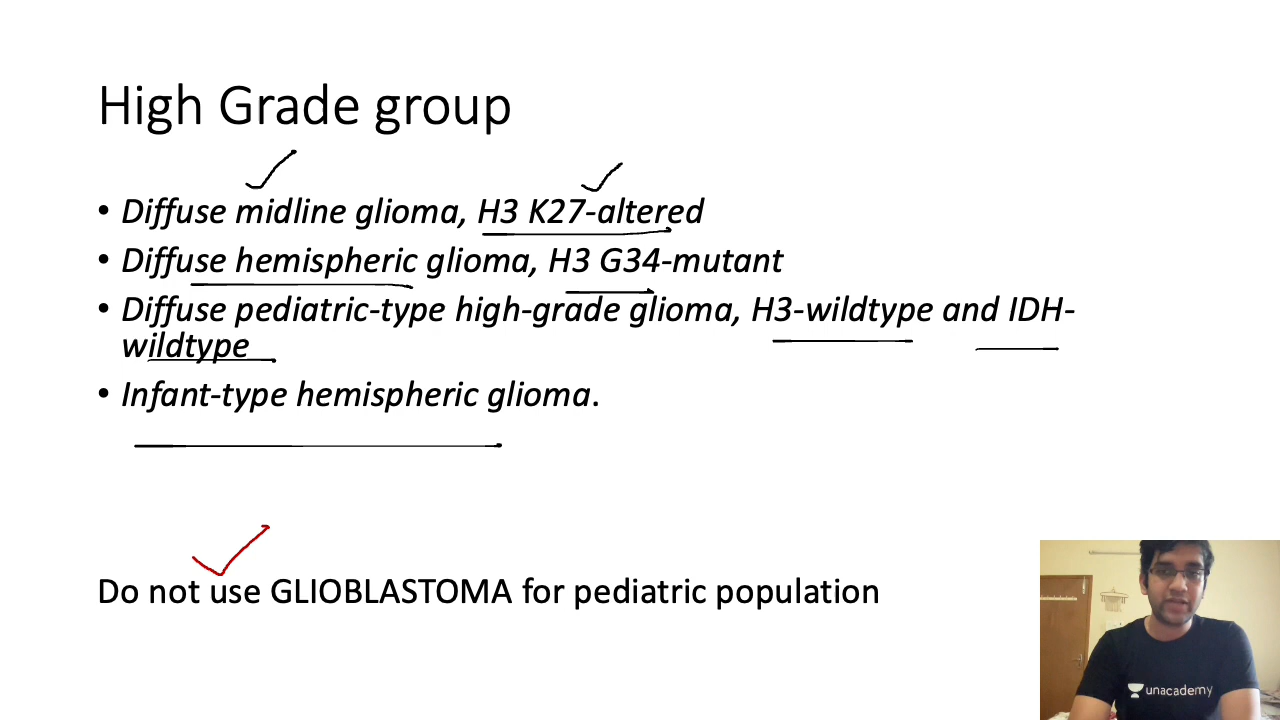 High Grade group
• Diffuse midline glioma, H3 K27-altered
• Diffuse hemispheric glioma, H3 G34-mutant
• Diffuse pediatric-type high-grade glioma, H3-wildtype and IDH-
wildtype
• Infant-type hemispheric glioma.
Do not use GLIOBLASTOMA for pediatric population
unacademy